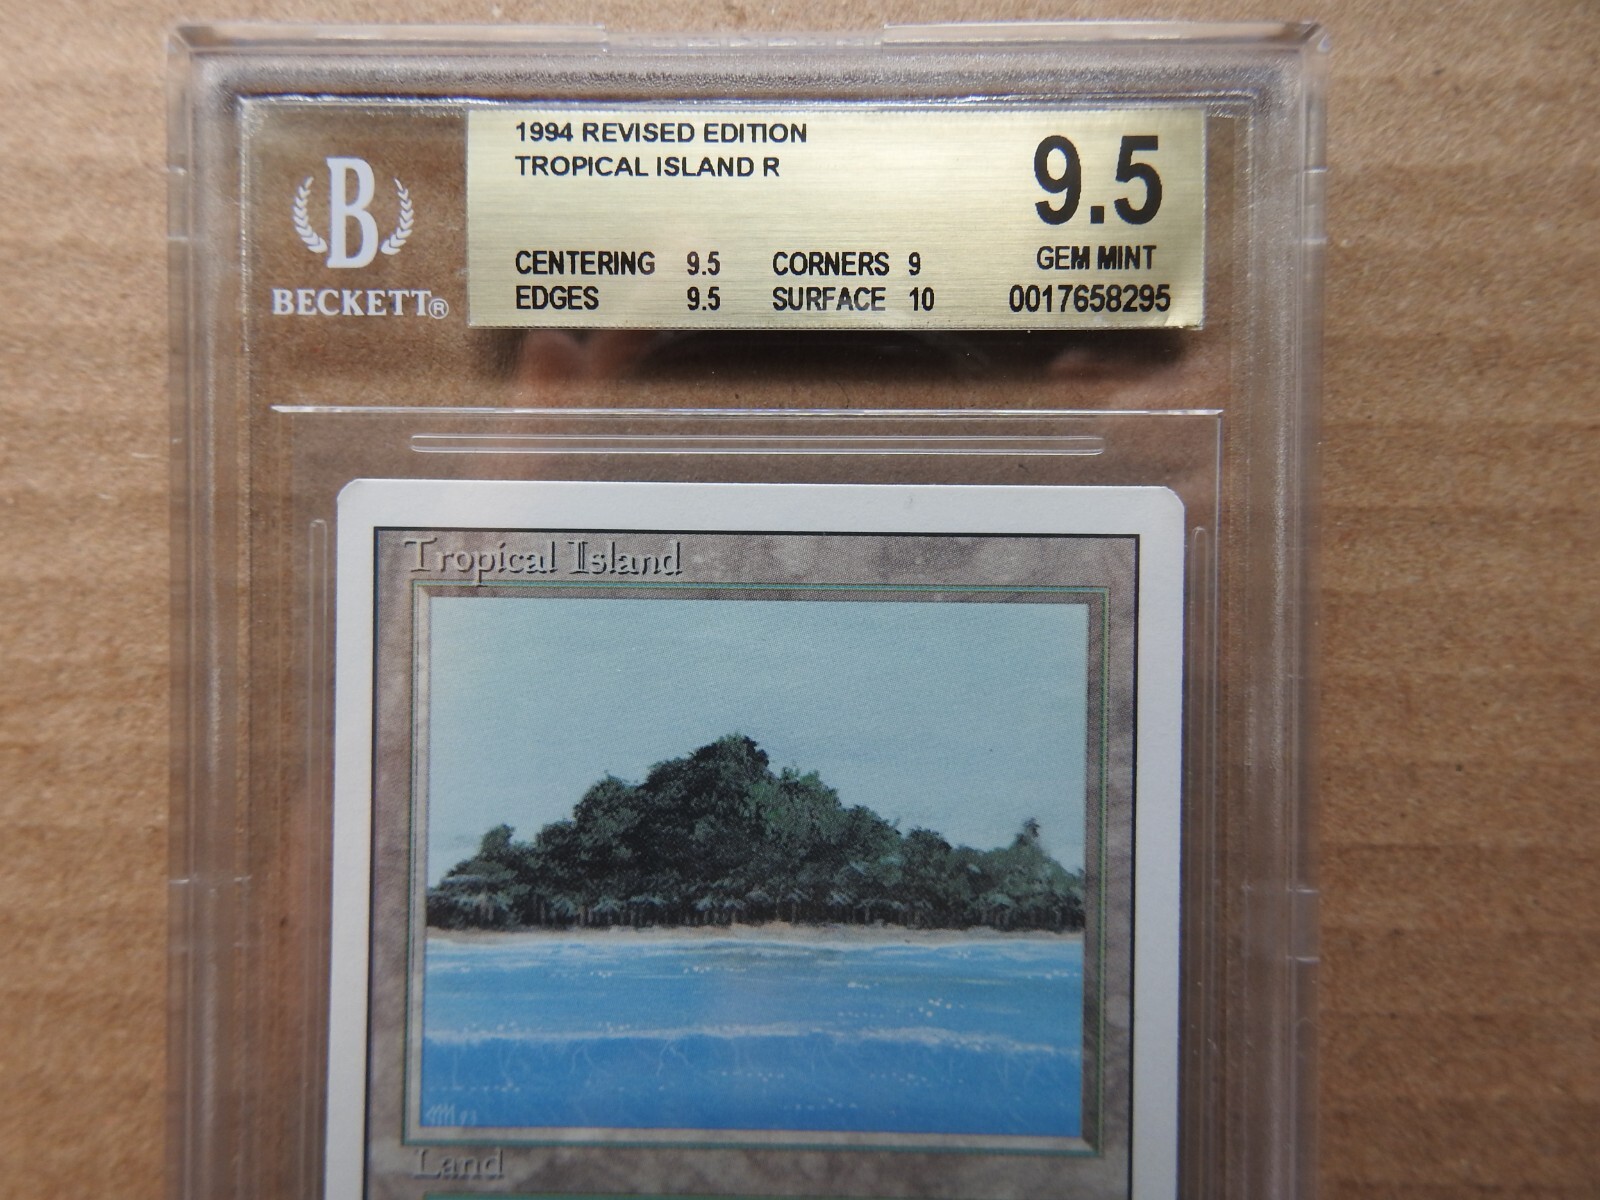 B
BECKETT®
1994 REVISED EDITION
TROPICAL ISLAND R
9.5
CENTERING 9.5 CORNERS 9
GEM MINT
EDGES 9.5 SURFACE 10
0017658295
Tropical Island
Land